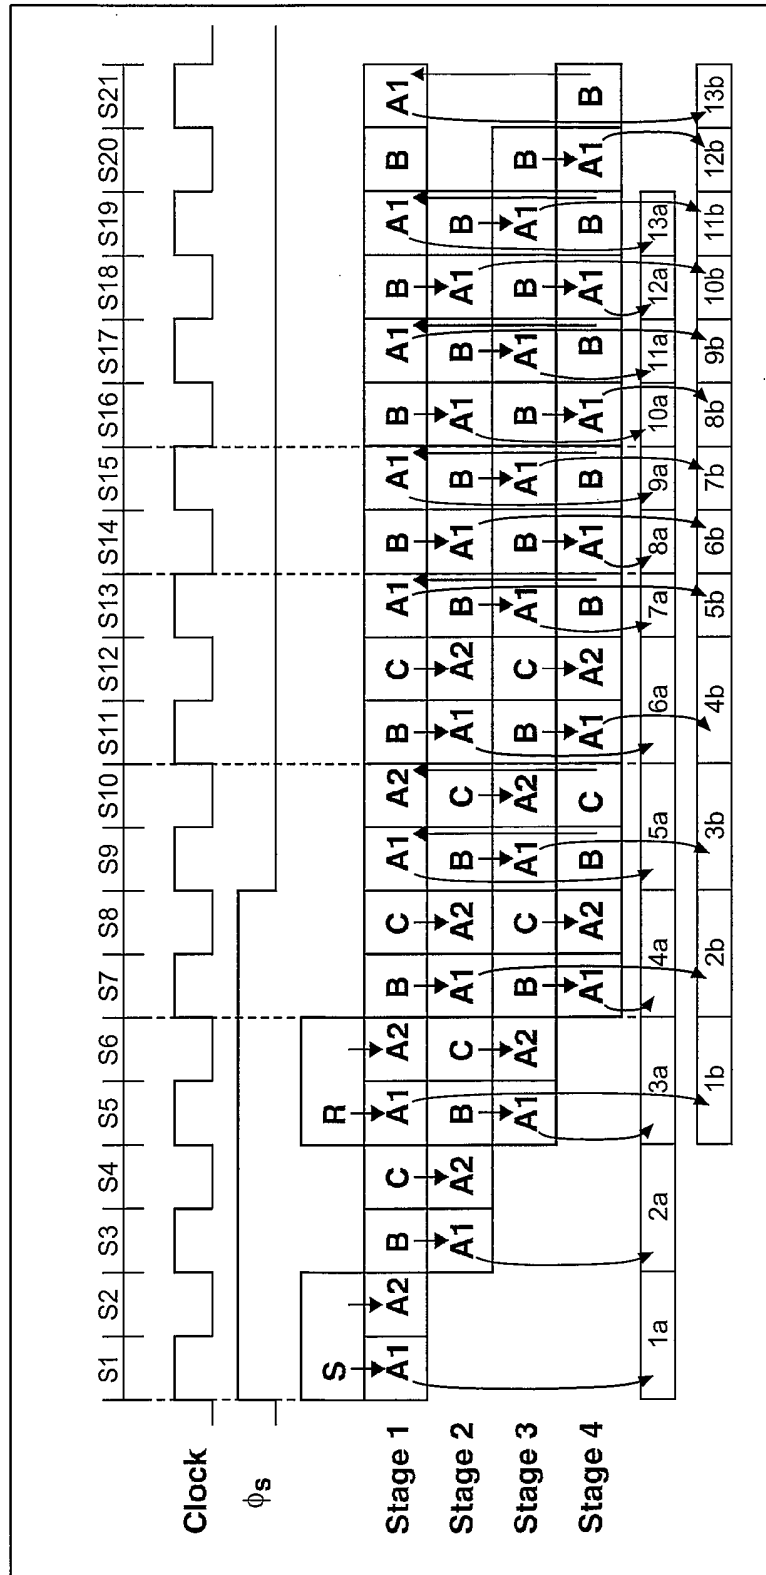 S1 S2 S3 S4 S5 S6 S7 S8 S9 S10 S11 S12 S13 S14 S15 S16 S17 S18 S19 S20 S21
Clock
ϕs
S R
Stage 1 A1 A2 B C A1 A2 B C A1 A2 B C A1 B A1 B A1 B A1 B A1
Stage 2 A1 A2 B C A1 A2 B C A1 A2 B A1 B A1 B A1 B
Stage 3 A1 A2 B C A1 A2 B C A1 B A1 B A1 B A1 B
Stage 4 A1 A2 B C A1 A2 B A1 B A1 B A1 B A1 B
1a 2a 3a 4a 5a 6a 7a 8a 9a 10a 11a 12a 13a
1b 2b 3b 4b 5b 6b 7b 8b 9b 10b 11b 12b 13b